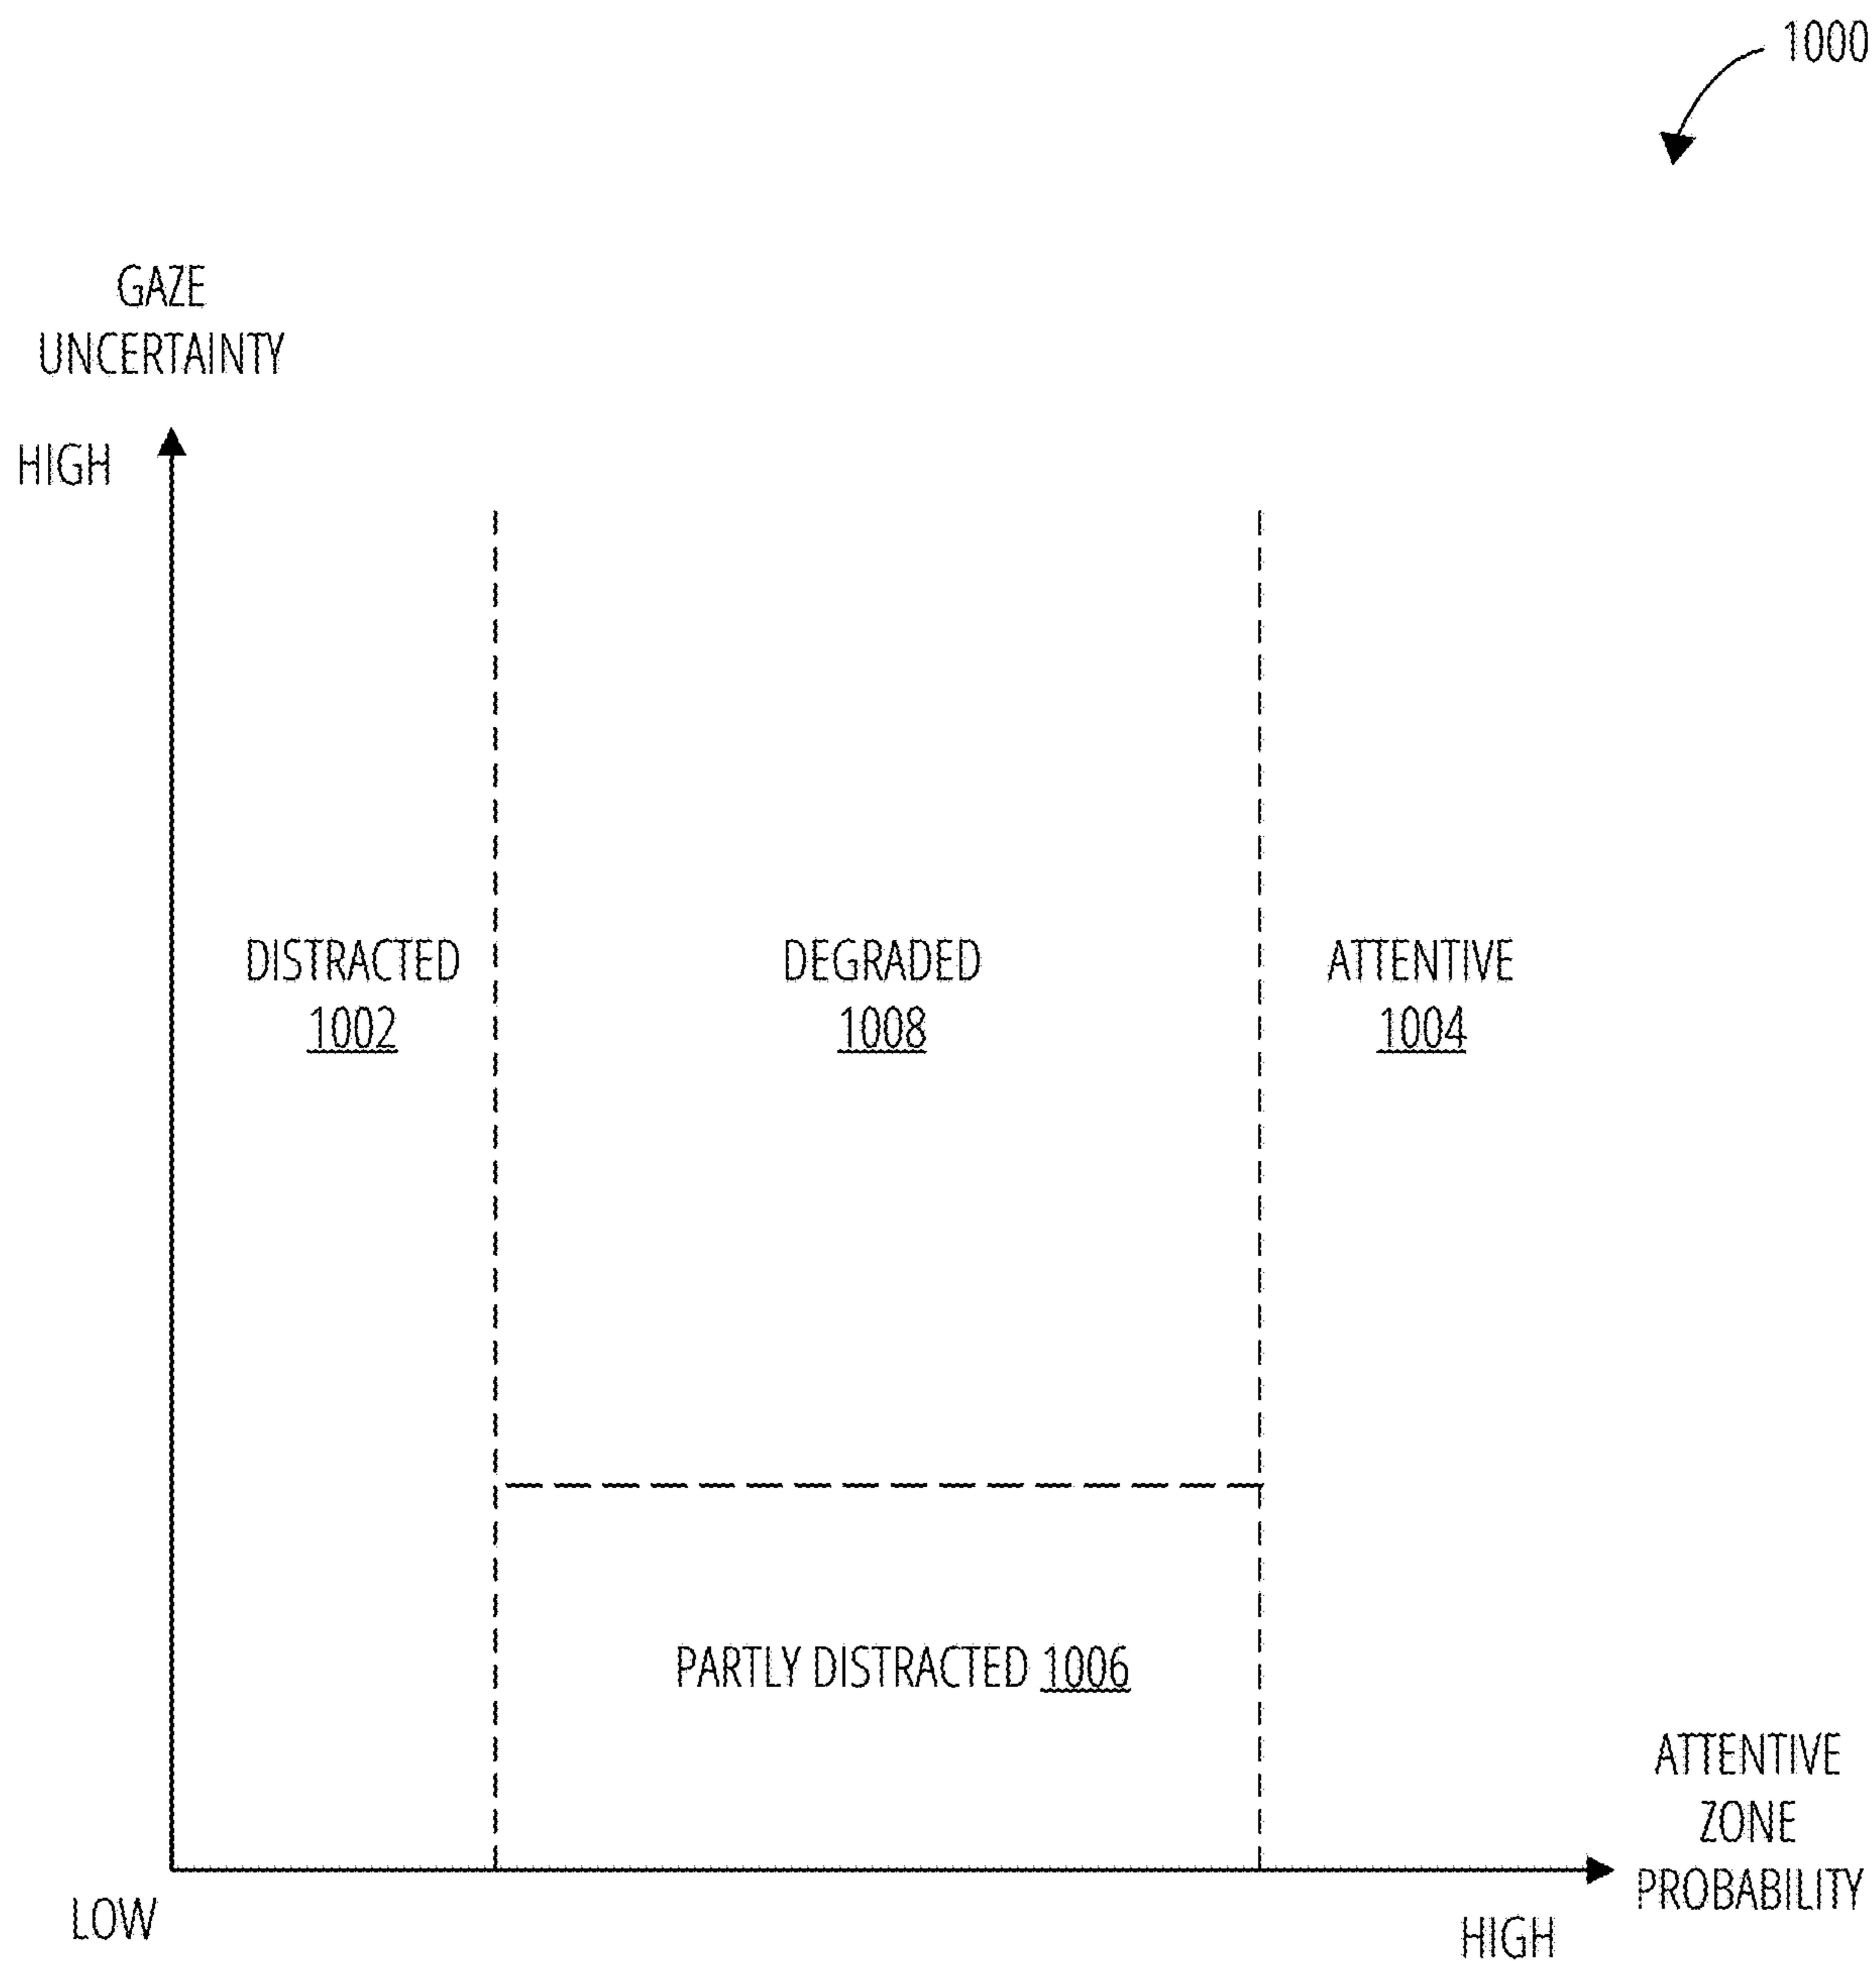 1000
GAZE
UNCERTAINTY
HIGH
DISTRACTED
1002
DEGRADED
1008
ATTENTIVE
1004
PARTLY DISTRACTED 1006
ATTENTIVE
ZONE
PROBABILITY
LOW
HIGH